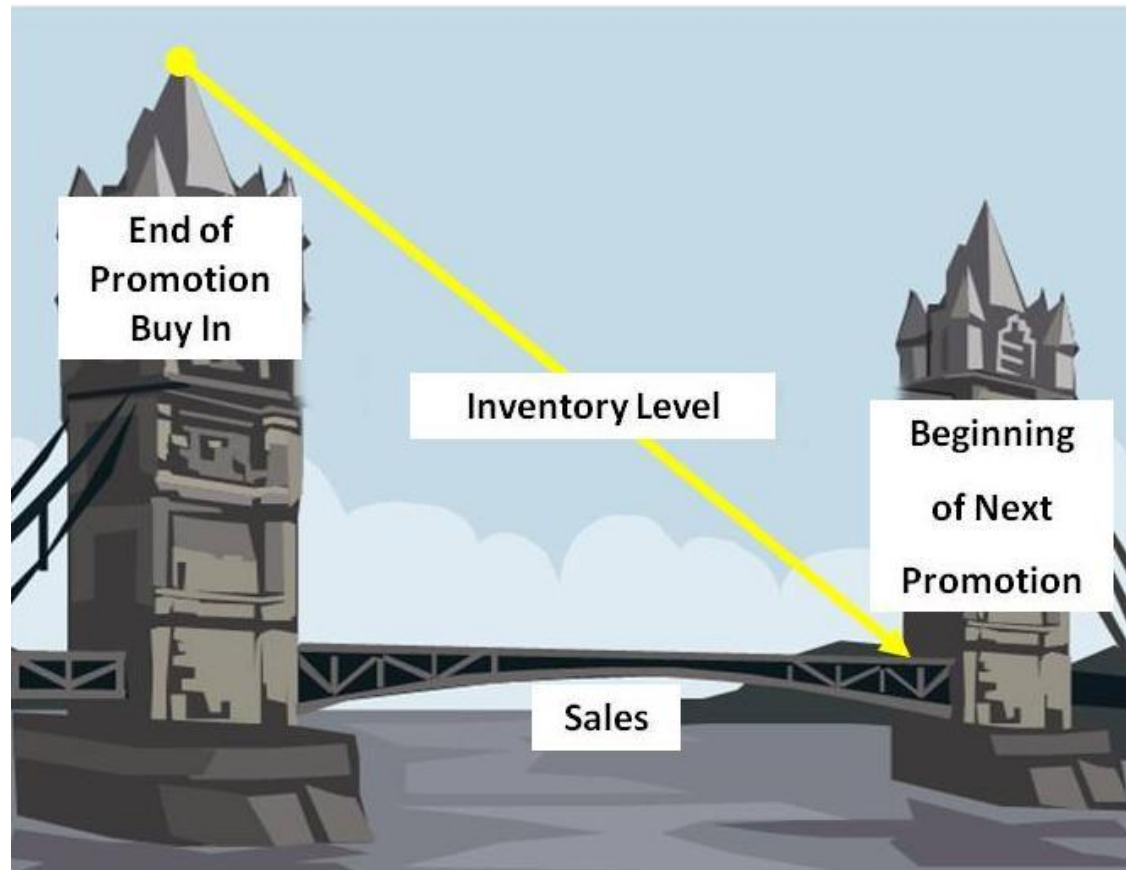 End of
Promotion
Buy In
Inventory Level
Beginning
of Next
Promotion
Sales